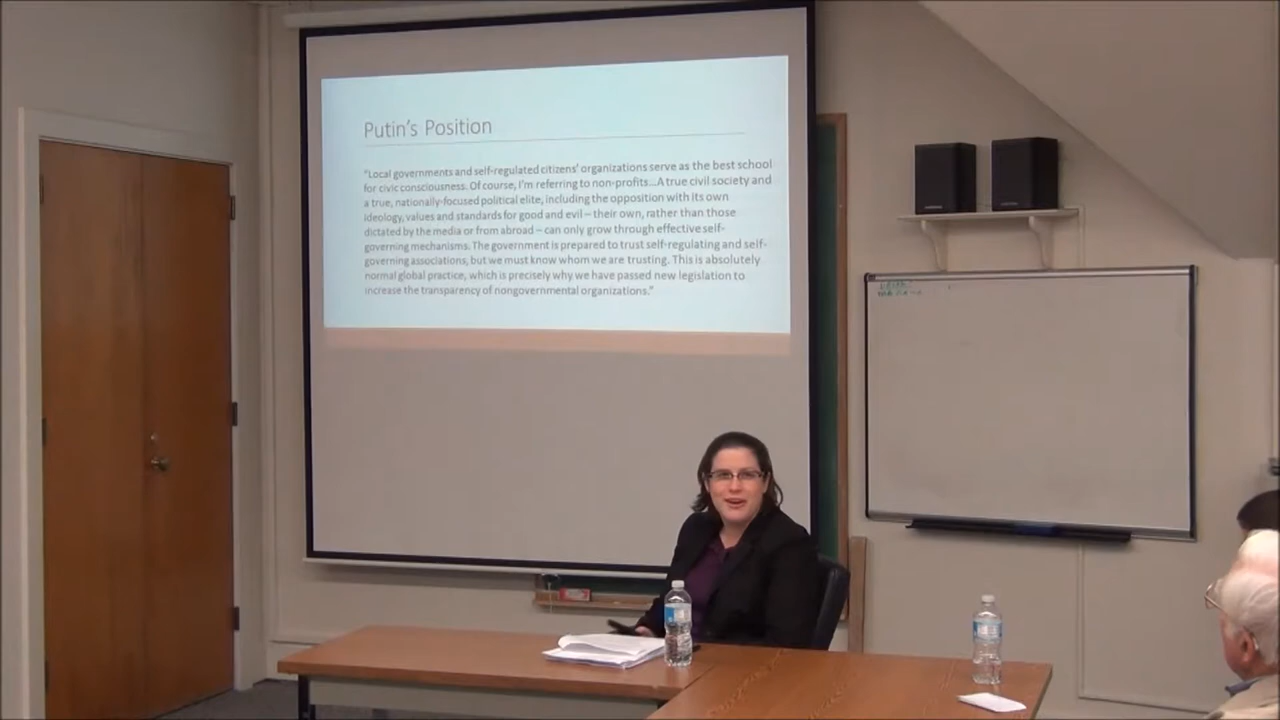 Putin's Position
"Local governments and self-regulated citizens' organizations serve as the best school
for civic consciousness. Of course, I'm referring to non-profits...A true civil society and
a true, nationally-focused political elite, including the opposition with its own
ideology, values and standards for good and evil – their own, rather than those
dictated by the media or from abroad – can only grow through effective self-
governing mechanisms. The government is prepared to trust self-regulating and self-
governing associations, but we must know whom we are trusting. This is absolutely
normal global practice, which is precisely why we have passed new legislation to
increase the transparency of nongovernmental organizations."